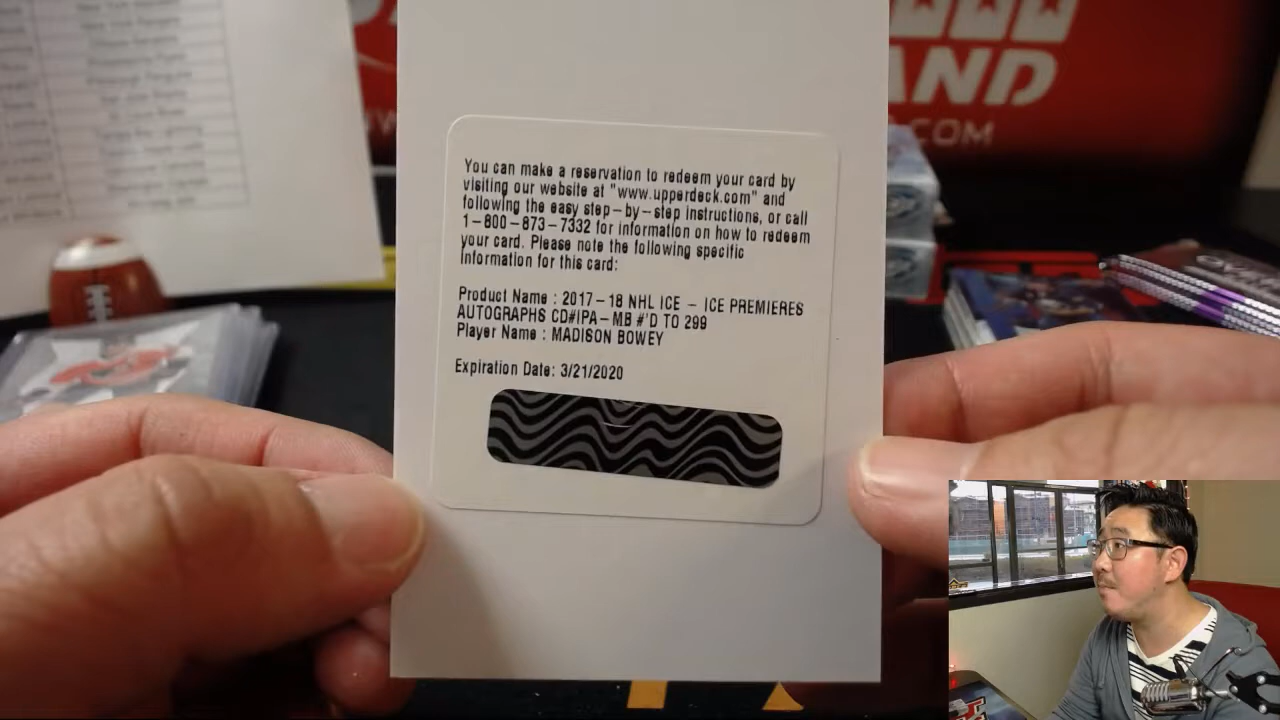 AND
.COM
You can make a reservation to redeem your card by
visiting our website at "www.upperdeck.com" and
following the easy step-by-step instructions, or call
1-800-873-7332 for information on how to redeem
your card. Please note the following specific
information for this card:
Product Name : 2017-18 NHL ICE - ICE PREMIERES
AUTOGRAPHS CD#IPA-MB #'D TO 299
Player Name : MADISON BOWEY
Expiration Date: 3/21/2020